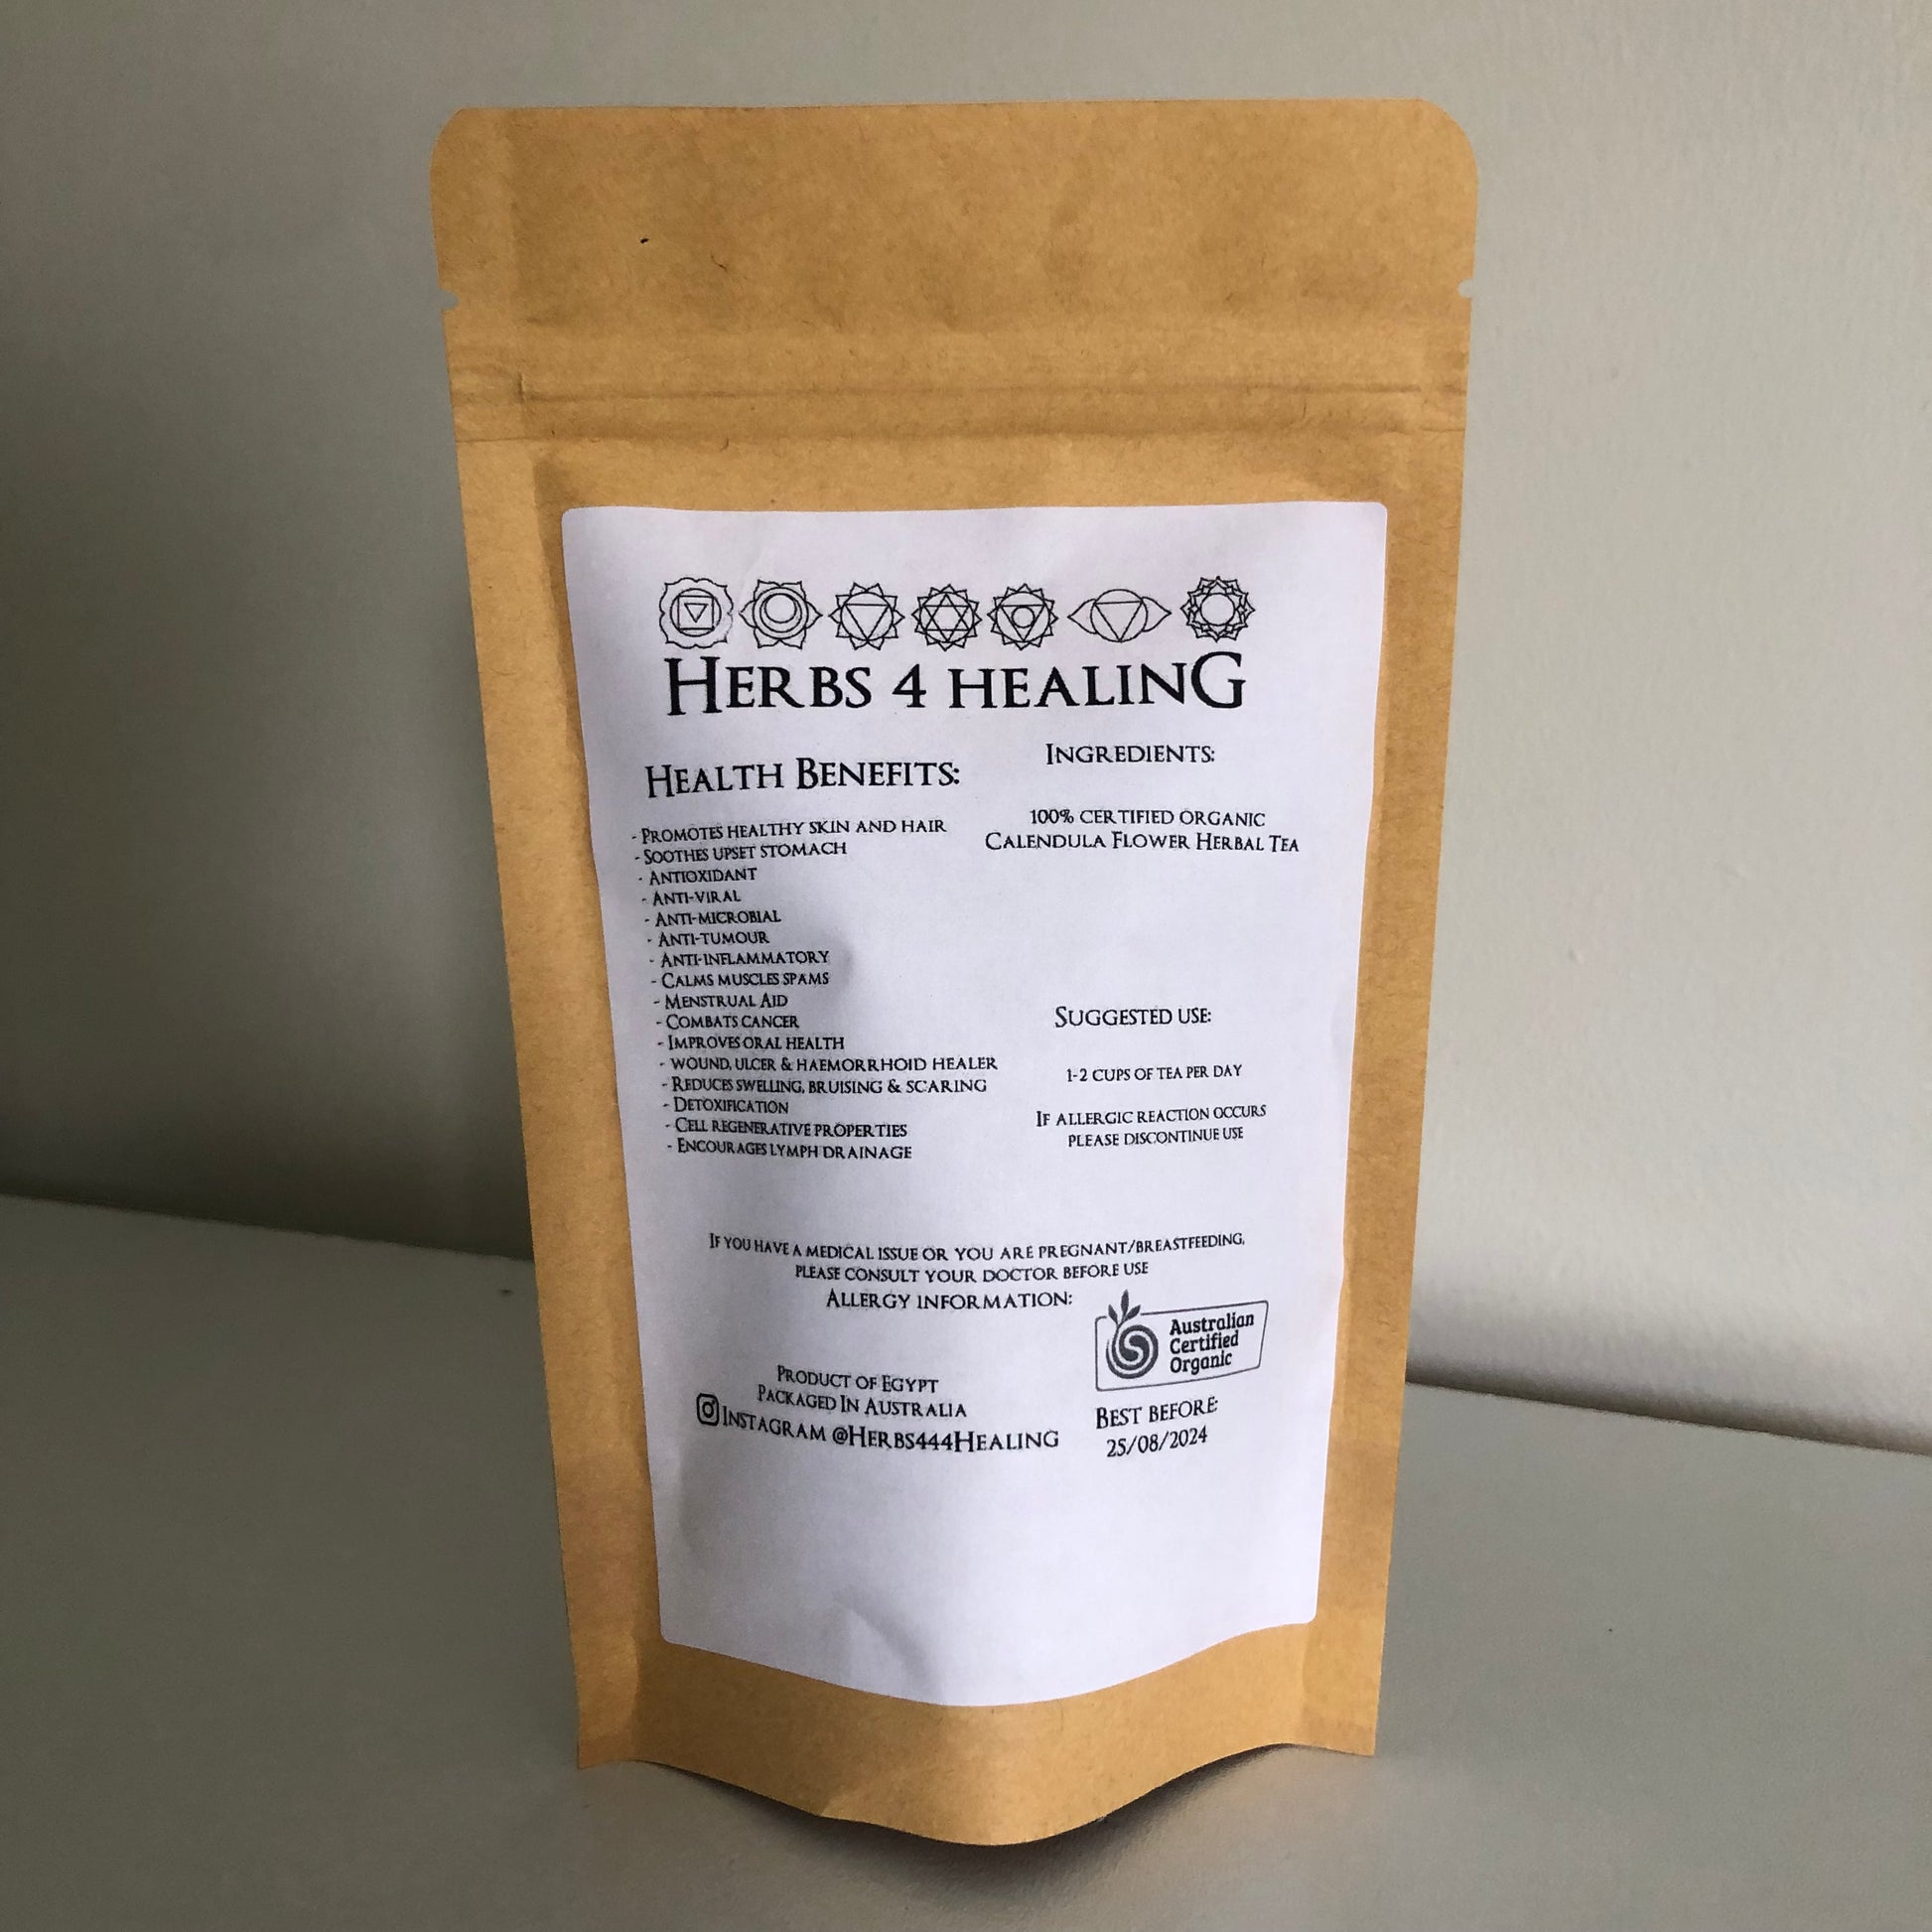 HERBS 4 HEALING
HEALTH BENEFITS:
- PROMOTES HEALTHY SKIN AND HAIR
- SOOTHES UPSET STOMACH
- ANTIOXIDANT
- ANTI-VIRAL
- ANTI-MICROBIAL
- ANTI-TUMOUR
- ANTI-INFLAMMATORY
- CALMS MUSCLES SPAMS
- MENSTRUAL AID
- COMBATS CANCER
- IMPROVES ORAL HEALTH
- WOUND, ULCER & HAEMORRHOID HEALER
- REDUCES SWELLING, BRUISING & SCARING
- DETOXIFICATION
- CELL REGENERATIVE PROPERTIES
- ENCOURAGES LYMPH DRAINAGE
INGREDIENTS:
100% CERTIFIED ORGANIC
CALENDULA FLOWER HERBAL TEA
SUGGESTED USE:
1-2 CUPS OF TEA PER DAY
IF ALLERGIC REACTION OCCURS
PLEASE DISCONTINUE USE
IF YOU HAVE A MEDICAL ISSUE OR YOU ARE PREGNANT/BREASTFEEDING,
PLEASE CONSULT YOUR DOCTOR BEFORE USE
ALLERGY INFORMATION:
PRODUCT OF EGYPT
PACKAGED IN AUSTRALIA
INSTAGRAM @HERBS444HEALING
Australian
Certified
Organic
BEST BEFORE:
25/08/2024